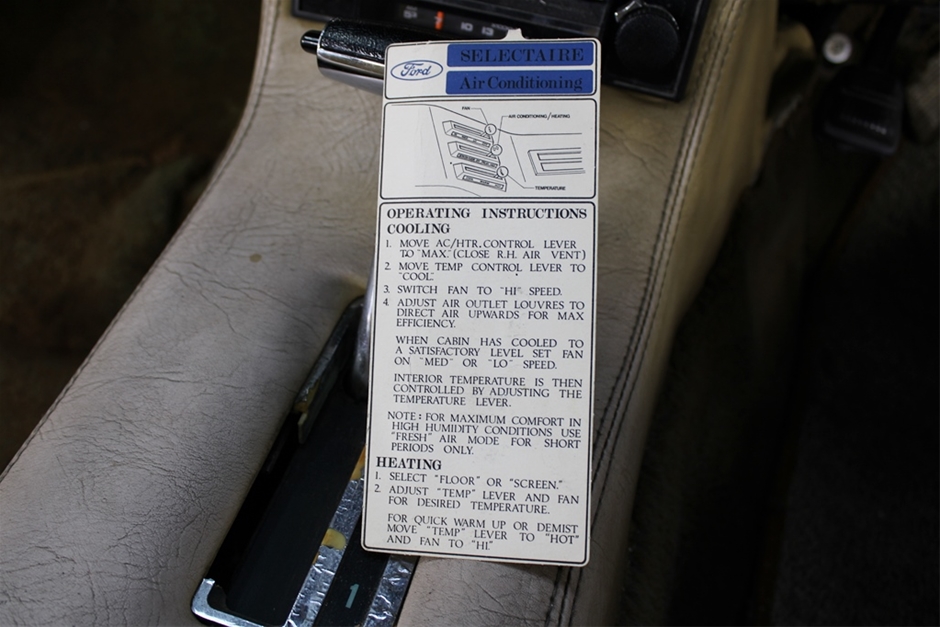 5
10 12
Ford
SELECTAIRE
Air Conditioning
FAN
AIR CONDITIONING/HEATING
TEMPERATURE
OPERATING INSTRUCTIONS
COOLING
1. MOVE AC/HTR. CONTROL LEVER
TO "MAX." (CLOSE R.H. AIR VENT)
2. MOVE TEMP CONTROL LEVER TO
"COOL"
3. SWITCH FAN TO "HI" SPEED.
4. ADJUST AIR OUTLET LOUVRES TO
DIRECT AIR UPWARDS FOR MAX
EFFICIENCY.
WHEN CABIN HAS COOLED TO
A SATISFACTORY LEVEL SET FAN
ON "MED" OR "LO" SPEED.
INTERIOR TEMPERATURE IS THEN
CONTROLLED BY ADJUSTING THE
TEMPERATURE LEVER.
NOTE: FOR MAXIMUM COMFORT IN
HIGH HUMIDITY CONDITIONS USE
"FRESH" AIR MODE FOR SHORT
PERIODS ONLY.
HEATING
1. SELECT "FLOOR" OR "SCREEN."
2. ADJUST "TEMP" LEVER AND FAN
FOR DESIRED TEMPERATURE.
FOR QUICK WARM UP OR DEMIST
MOVE "TEMP" LEVER TO "HOT"
AND FAN TO "HI."
1